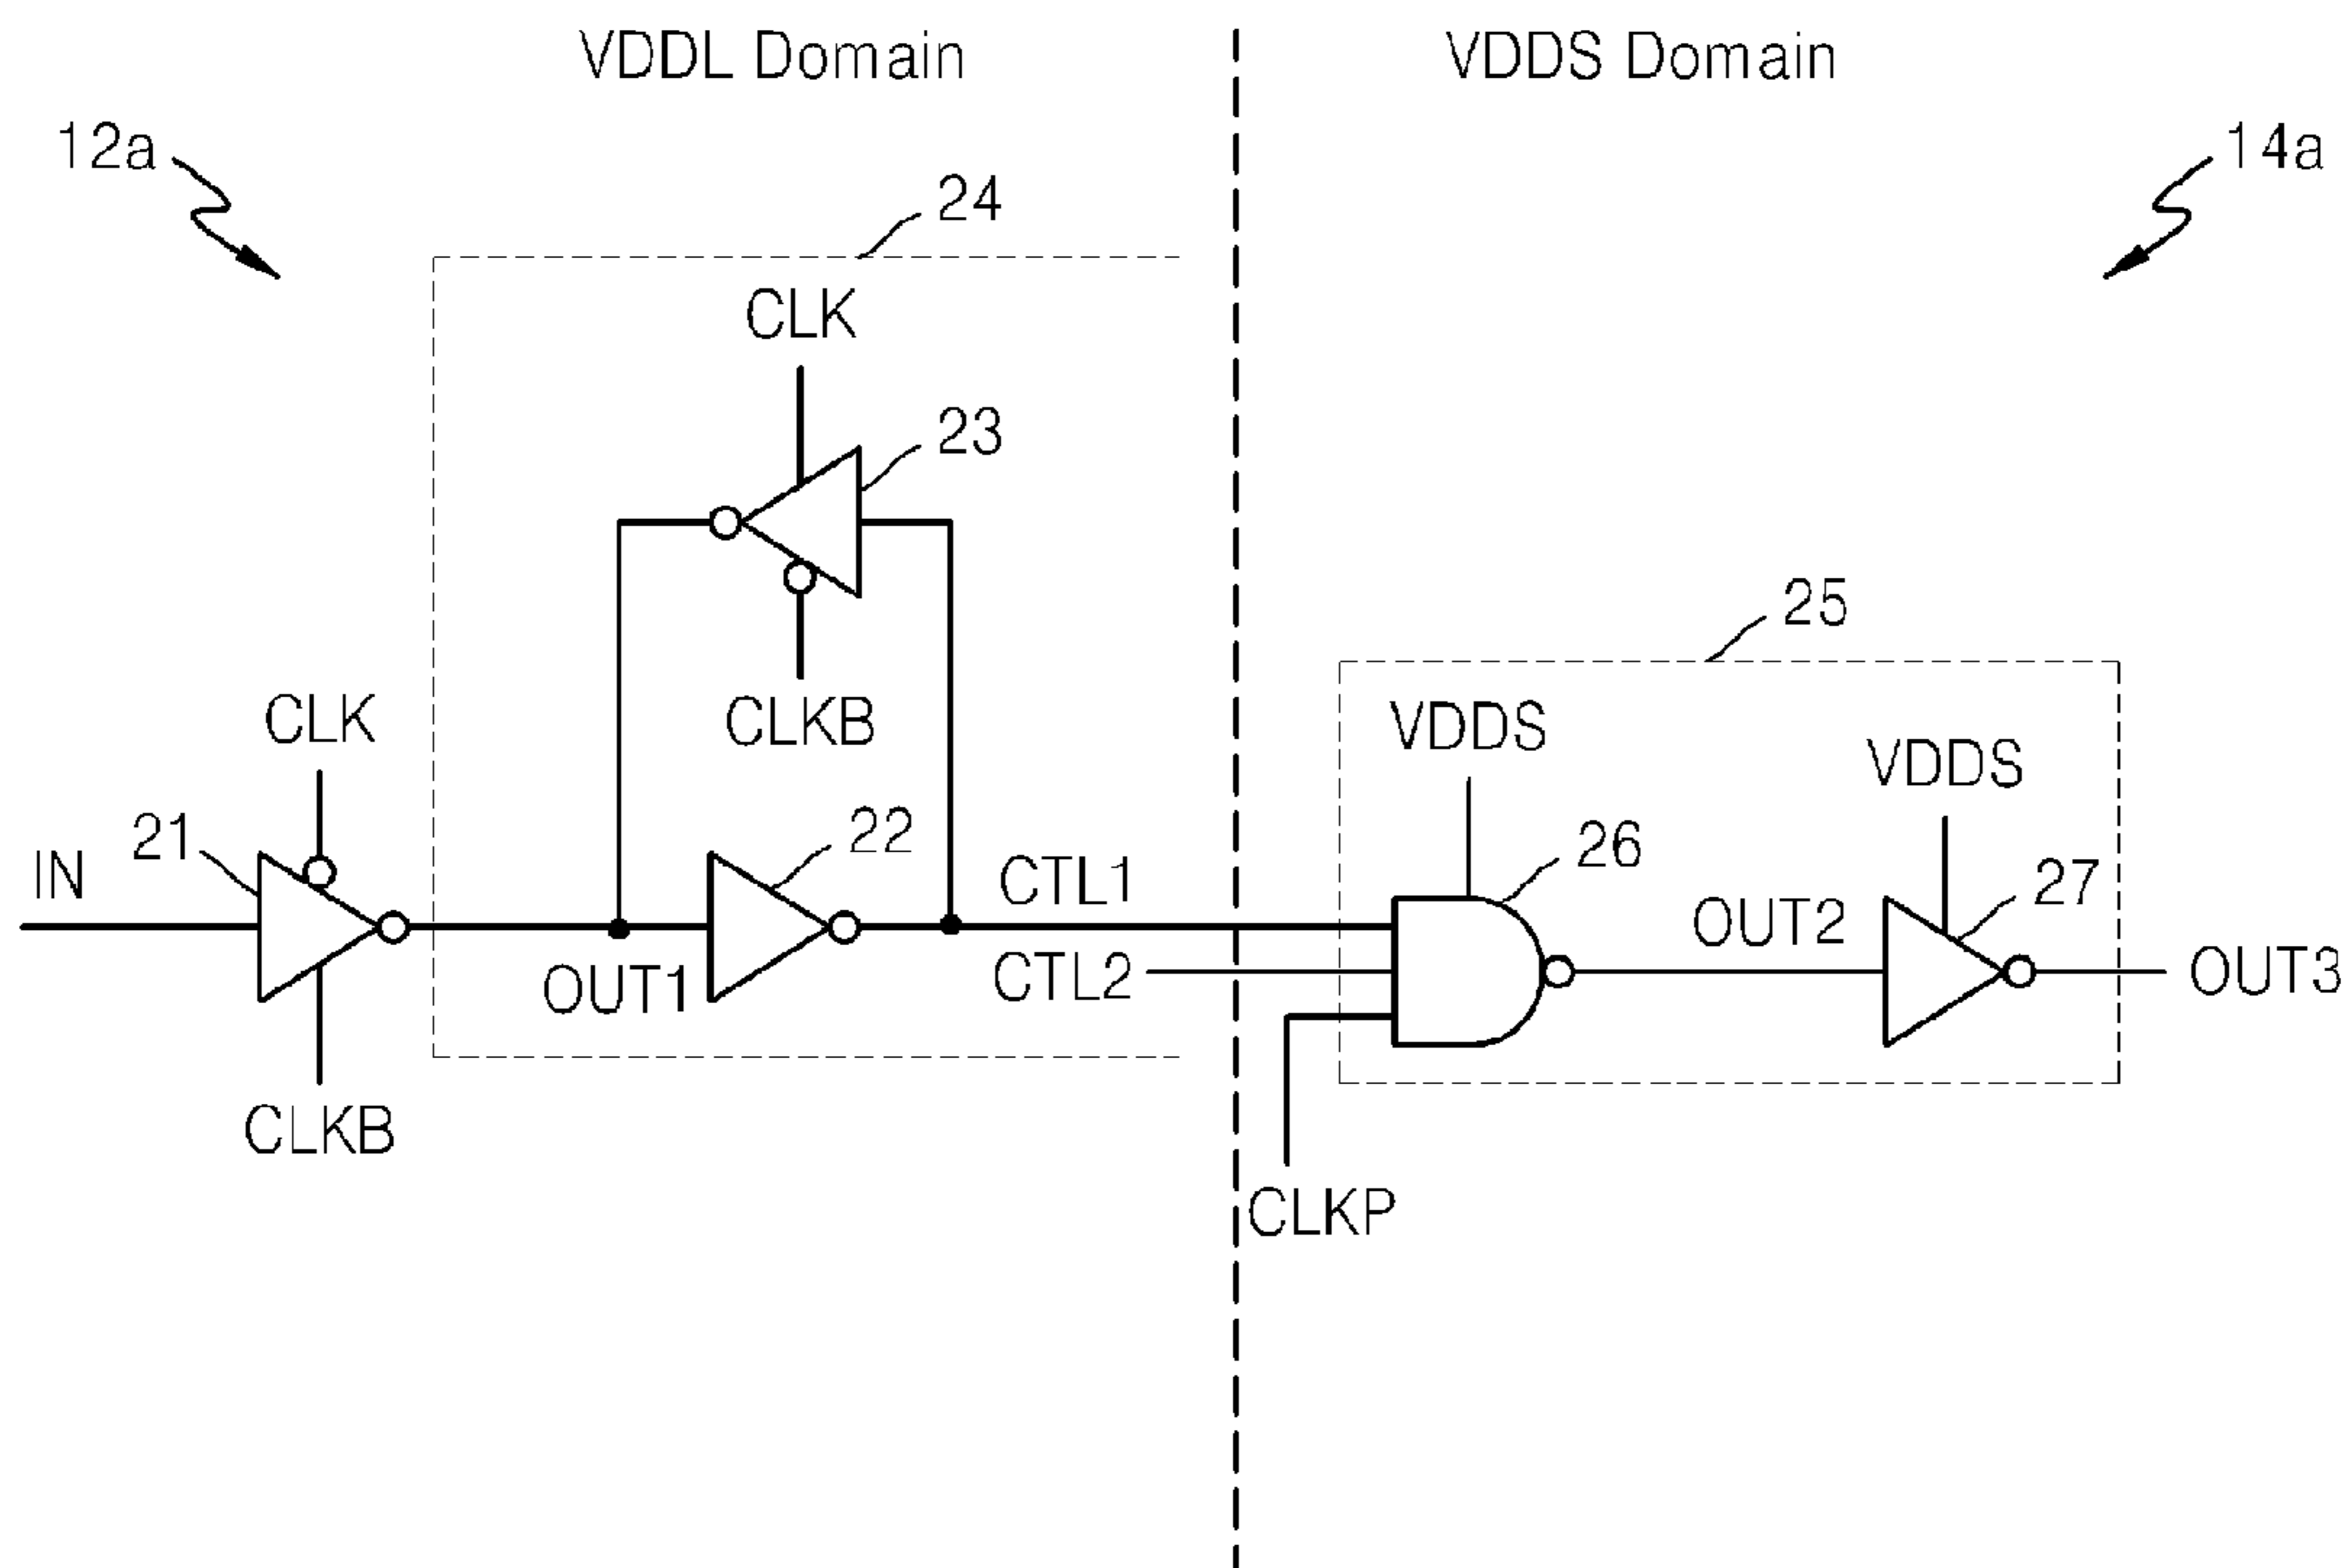 VDDL Domain
VDDS Domain
12a
14a
24
CLK
23
25
CLKB
CLK
VDDS
VDDS
21
22
26
IN
CTL1
27
OUT2
CTL2
OUT1
OUT3
CLKB
CLKP